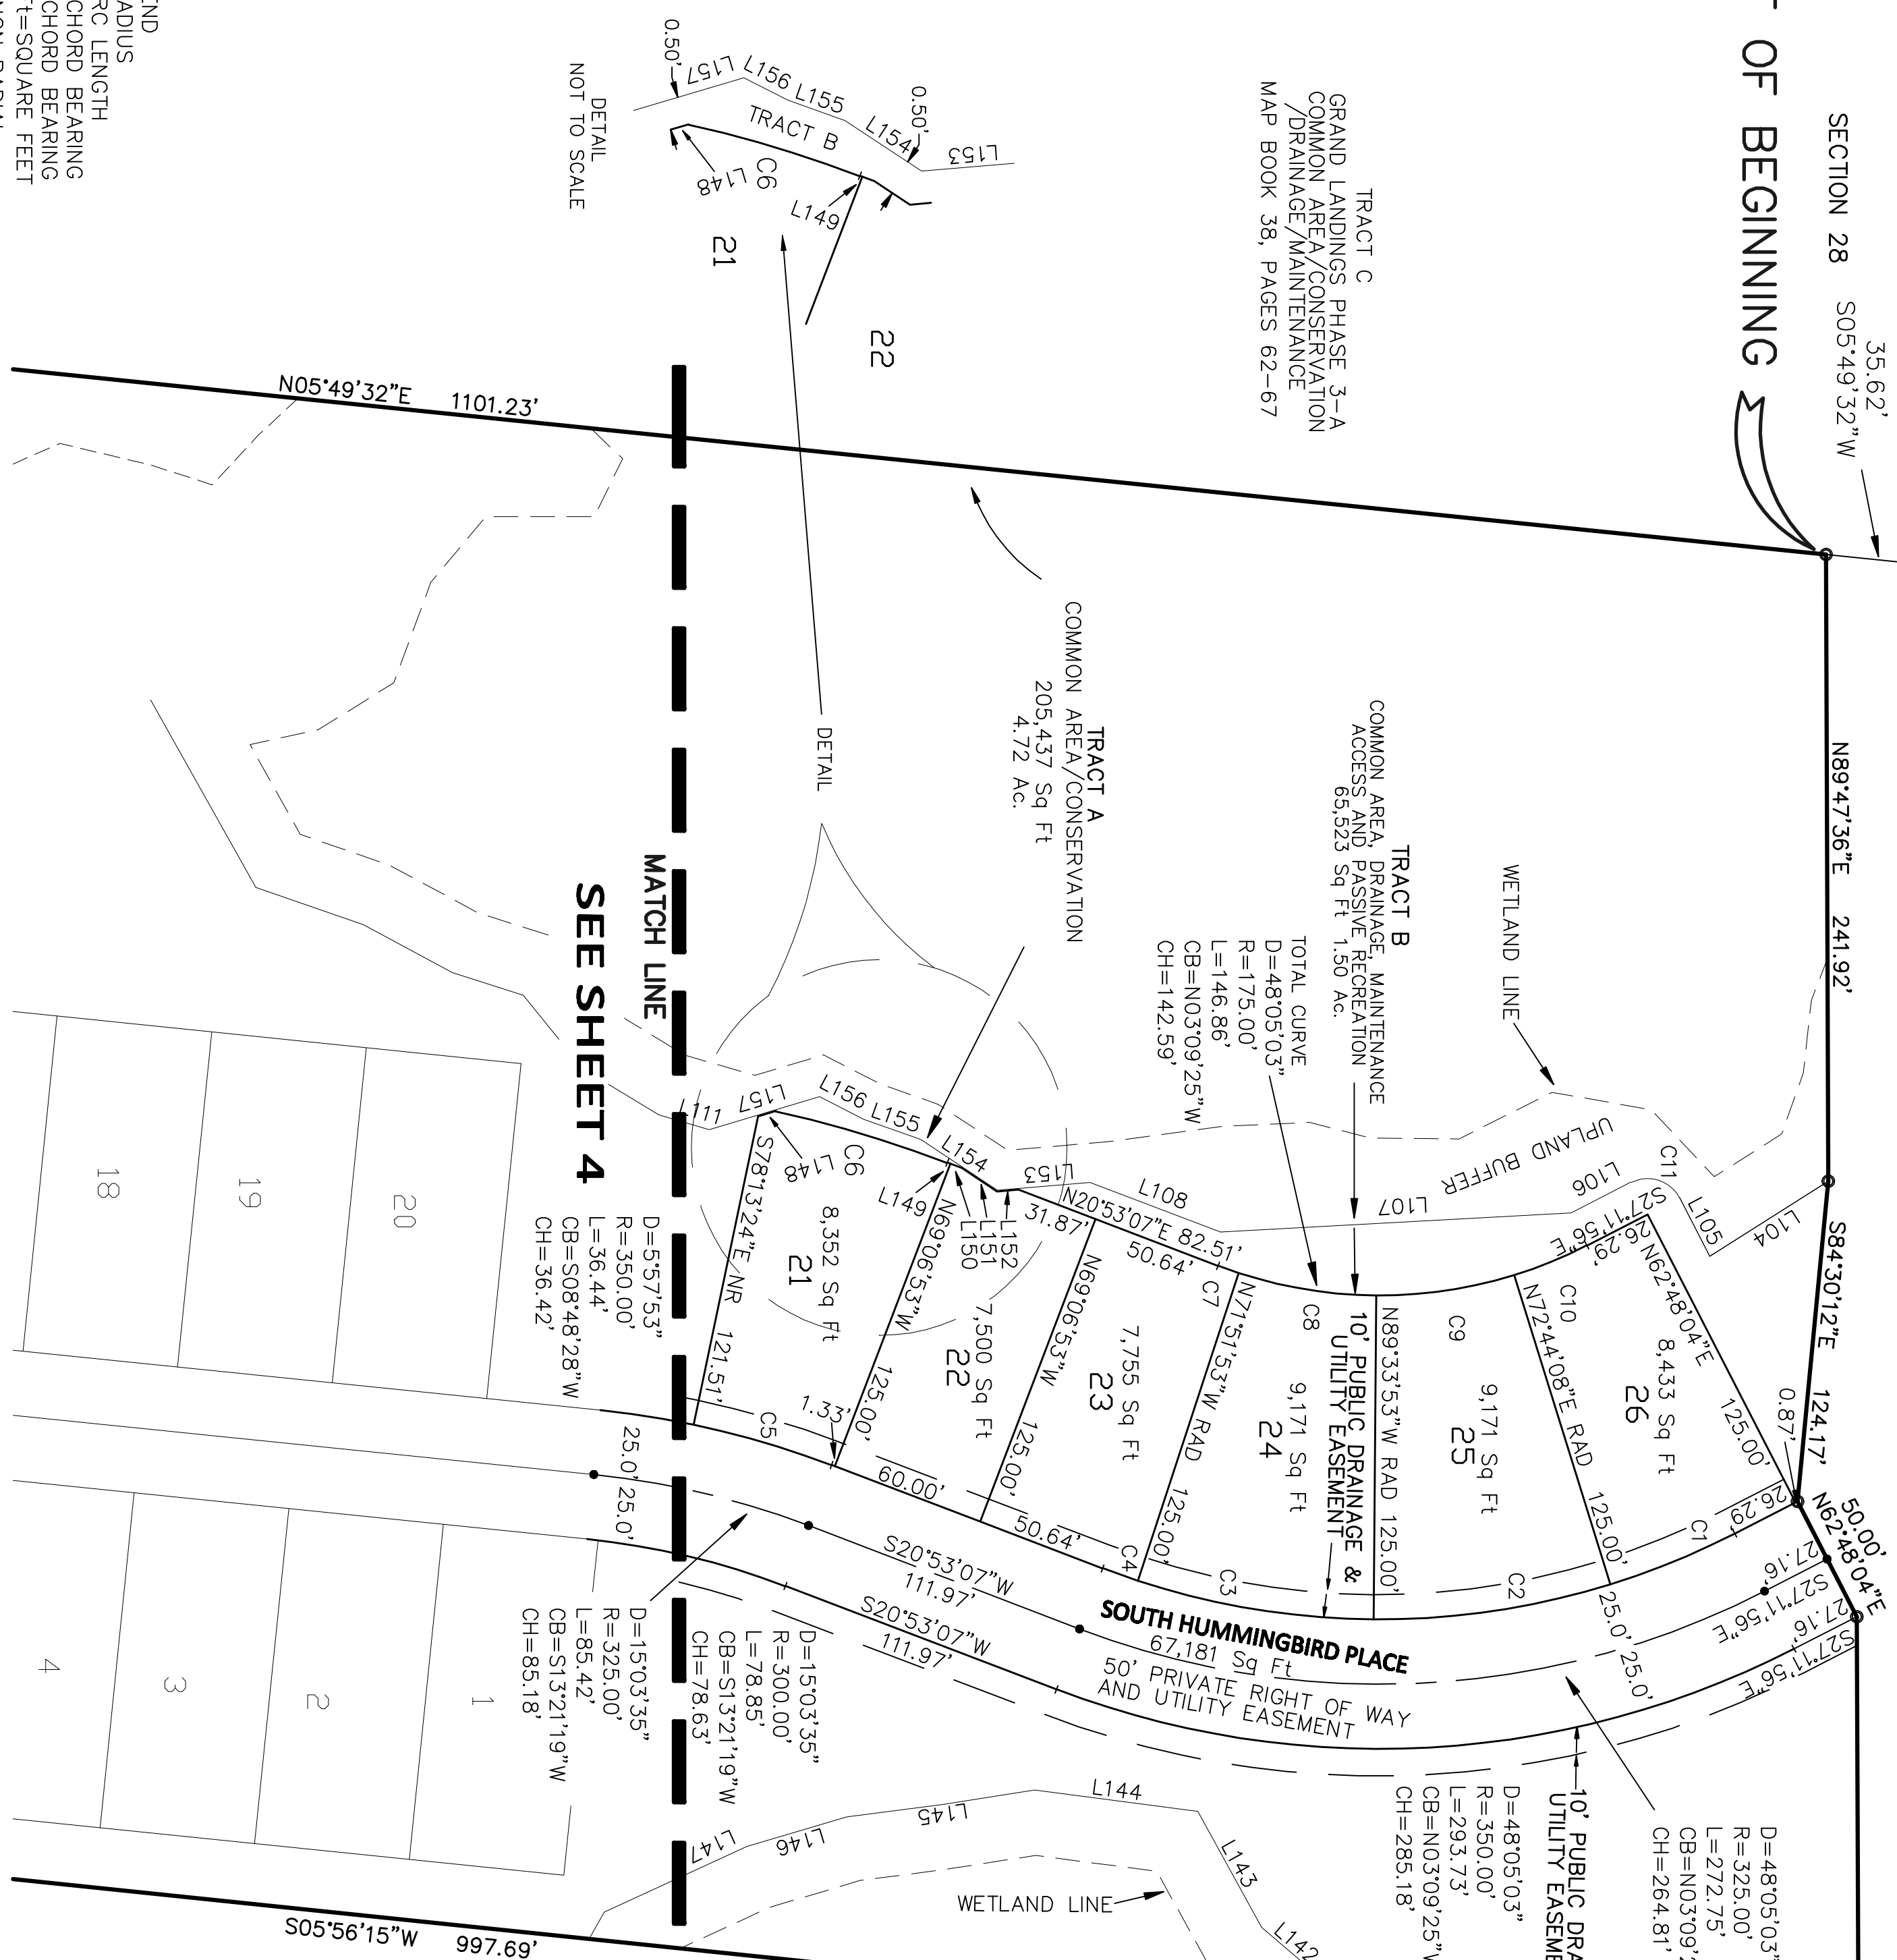 OF BEGINNING
SECTION 28
35.62'
S05°49'32"W
N89°47'36"E 241.92'
S84°30'12"E 124.17'
0.87'
50.00'
N62°48'04"E
TRACT C
GRAND LANDINGS PHASE 3-A
COMMON AREA/CONSERVATION
/DRAINAGE/MAINTENANCE
MAP BOOK 38, PAGES 62-67
0.50'
L157
L156
L155
L154
0.50'
L153
TRACT B
C6
L148
L149
21
22
DETAIL
NOT TO SCALE
END
ADIUS
RC LENGTH
CHORD BEARING
CHORD BEARING
Ft=SQUARE FEET
N05°49'32"E 1101.23'
DETAIL
TRACT A
COMMON AREA/CONSERVATION
205,437 Sq Ft
4.72 Ac.
TRACT B
COMMON AREA, DRAINAGE, MAINTENANCE
ACCESS AND PASSIVE RECREATION
65,523 Sq Ft 1.50 Ac.
WETLAND LINE
UPLAND BUFFER
TOTAL CURVE
D=48°05'03"
R=175.00'
L=146.86'
CB=N03°09'25"W
CH=142.59'
MATCH LINE
SEE SHEET 4
L104
L105
C11
L106
L107
L108
L153
L154
L155
L156
L157
L111
L148
L149
L150
L151
L152
C6
S27°11'56"E
26.29'
N62°48'04"E 125.00'
C10
8,433 Sq Ft
26
N72°44'08"E RAD 125.00'
C9
9,171 Sq Ft
25
N89°33'53"W RAD 125.00'
10' PUBLIC DRAINAGE &
UTILITY EASEMENT
C8
9,171 Sq Ft
24
N71°51'53"W RAD 125.00'
C7
N20°53'07"E 82.51'
50.64'
31.87'
7,755 Sq Ft
23
N69°06'53"W 125.00'
7,500 Sq Ft
22
N69°06'53"W 125.00'
8,352 Sq Ft
21
S78°13'24"E NR 121.51'
1.33'
C5
60.00'
50.64'
C4
C3
C2
C1
26.29'
27.16'
S27°11'56"E
27.16'
S27°11'56"E
25.0' 25.0'
SOUTH HUMMINGBIRD PLACE
67,181 Sq Ft
50' PRIVATE RIGHT OF WAY
AND UTILITY EASEMENT
S20°53'07"W
111.97'
S20°53'07"W
111.97'
25.0' 25.0'
D=5°57'53"
R=350.00'
L=36.44'
CB=S08°48'28"W
CH=36.42'
D=15°03'35"
R=325.00'
L=85.42'
CB=S13°21'19"W
CH=85.18'
D=15°03'35"
R=300.00'
L=78.85'
CB=S13°21'19"W
CH=78.63'
D=48°05'03"
R=350.00'
L=293.73'
CB=N03°09'25"W
CH=285.18'
10' PUBLIC DRA
UTILITY EASEME
D=48°05'03"
R=325.00'
L=272.75'
CB=N03°09'2
CH=264.81'
18
19
20
1
2
3
4
L147
L146
L145
L144
L143
L142
WETLAND LINE
S05°56'15"W 997.69'